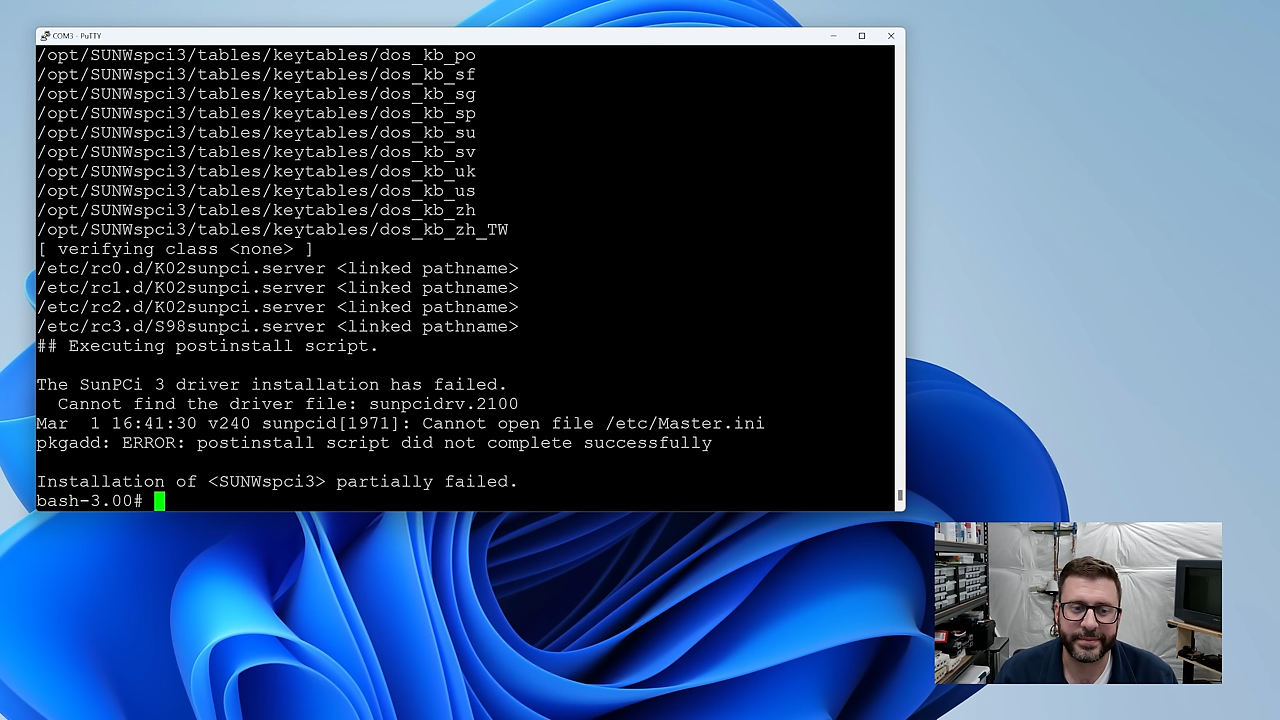 COM3 - PuTTY
/opt/SUNWspci3/tables/keytables/dos_kb_po
/opt/SUNWspci3/tables/keytables/dos_kb_sf
/opt/SUNWspci3/tables/keytables/dos_kb_sg
/opt/SUNWspci3/tables/keytables/dos_kb_sp
/opt/SUNWspci3/tables/keytables/dos_kb_su
/opt/SUNWspci3/tables/keytables/dos_kb_sv
/opt/SUNWspci3/tables/keytables/dos_kb_uk
/opt/SUNWspci3/tables/keytables/dos_kb_us
/opt/SUNWspci3/tables/keytables/dos_kb_zh
/opt/SUNWspci3/tables/keytables/dos_kb_zh_TW
[ verifying class <none> ]
/etc/rc0.d/K02sunpci.server <linked pathname>
/etc/rc1.d/K02sunpci.server <linked pathname>
/etc/rc2.d/K02sunpci.server <linked pathname>
/etc/rc3.d/S98sunpci.server <linked pathname>
## Executing postinstall script.
The SunPCi 3 driver installation has failed.
Cannot find the driver file: sunpcidrv.2100
Mar  1 16:41:30 v240 sunpcid[1971]: Cannot open file /etc/Master.ini
pkgadd: ERROR: postinstall script did not complete successfully
Installation of <SUNWspci3> partially failed.
bash-3.00#